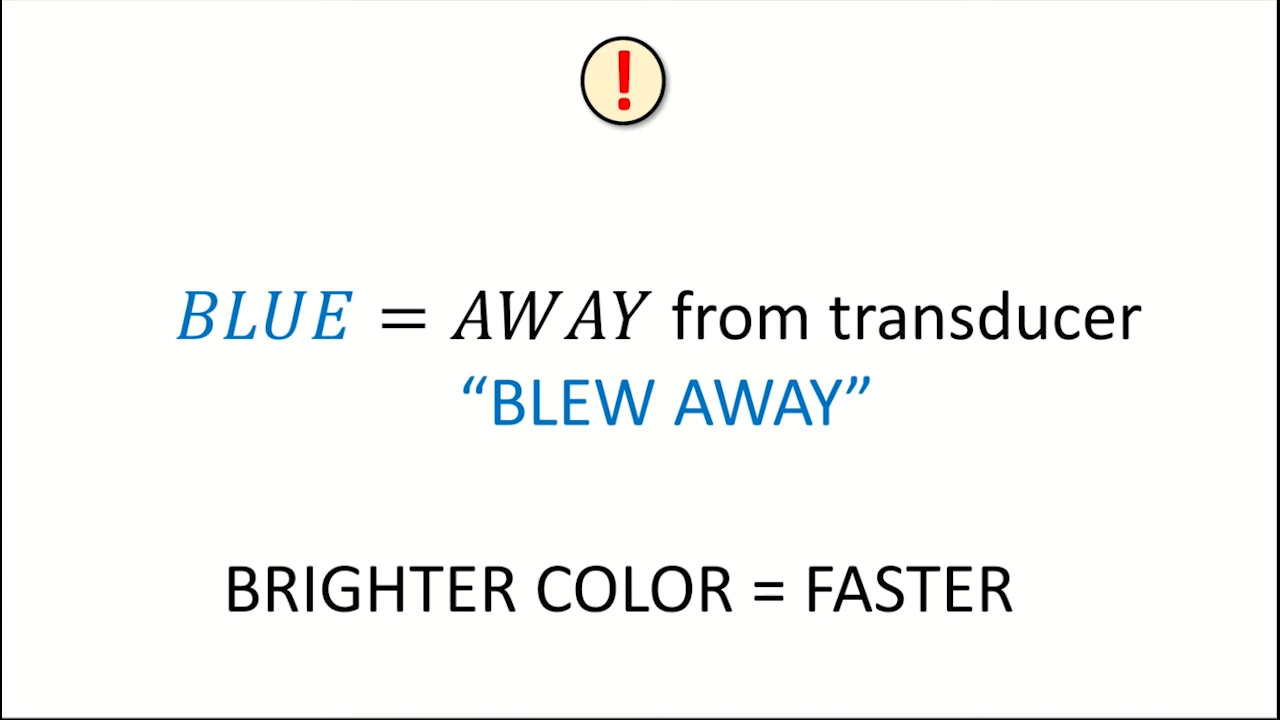 !
BLUE = AWAY from transducer
“BLEW AWAY”
BRIGHTER COLOR = FASTER